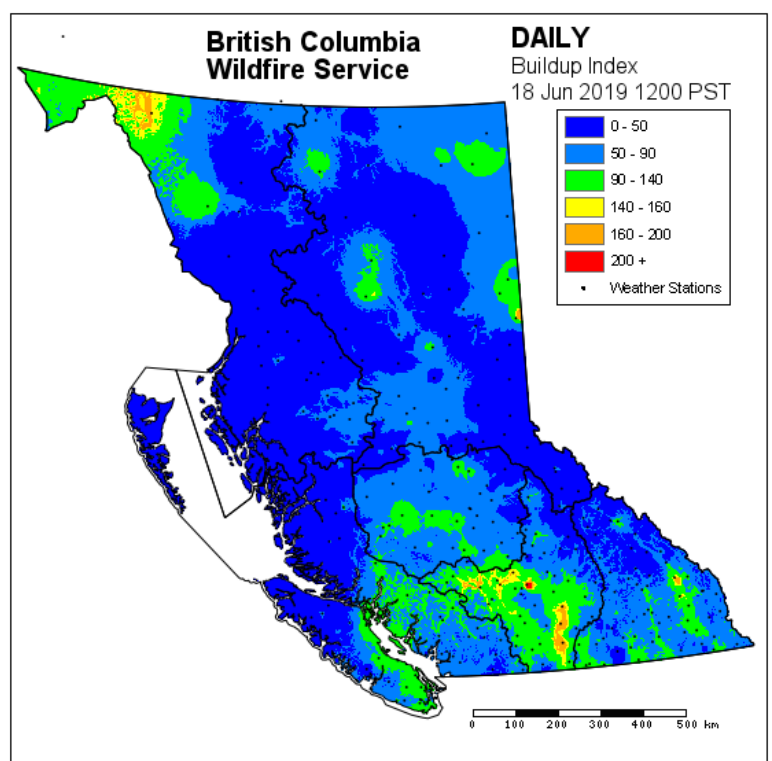 British Columbia
Wildfire Service
DAILY
Buildup Index
18 Jun 2019 1200 PST
0 - 50
50 - 90
90 - 140
140 - 160
160 - 200
200 +
Weather Stations
0 100 200 300 400 500 km